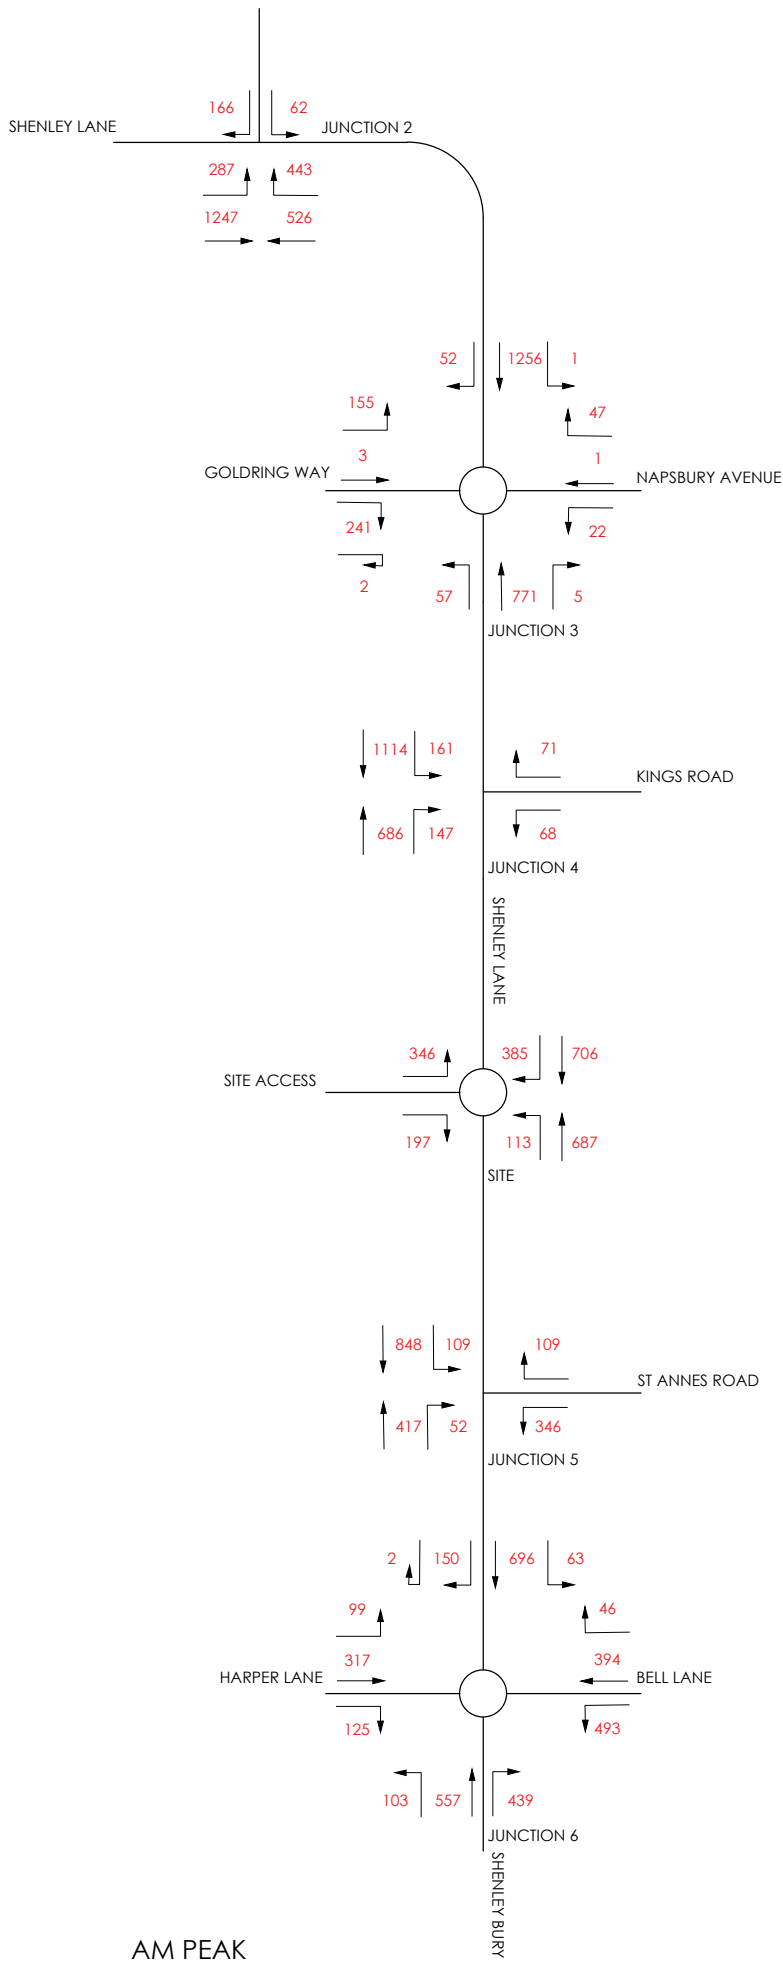 166 62
SHENLEY LANE JUNCTION 2
287 443
1247 526
52 1256 1
155 47
3 1
GOLDRING WAY NAPSBURY AVENUE
241 22
2 57 771 5
JUNCTION 3
1114 161 71
KINGS ROAD
686 147 68
JUNCTION 4
SHENLEY LANE
346 385 706
SITE ACCESS
197 113 687
SITE
848 109 109
ST ANNES ROAD
417 52 346
JUNCTION 5
2 150 696 63
99 46
317 394
HARPER LANE BELL LANE
125 493
103 557 439
JUNCTION 6
SHENLEY BURY
AM PEAK